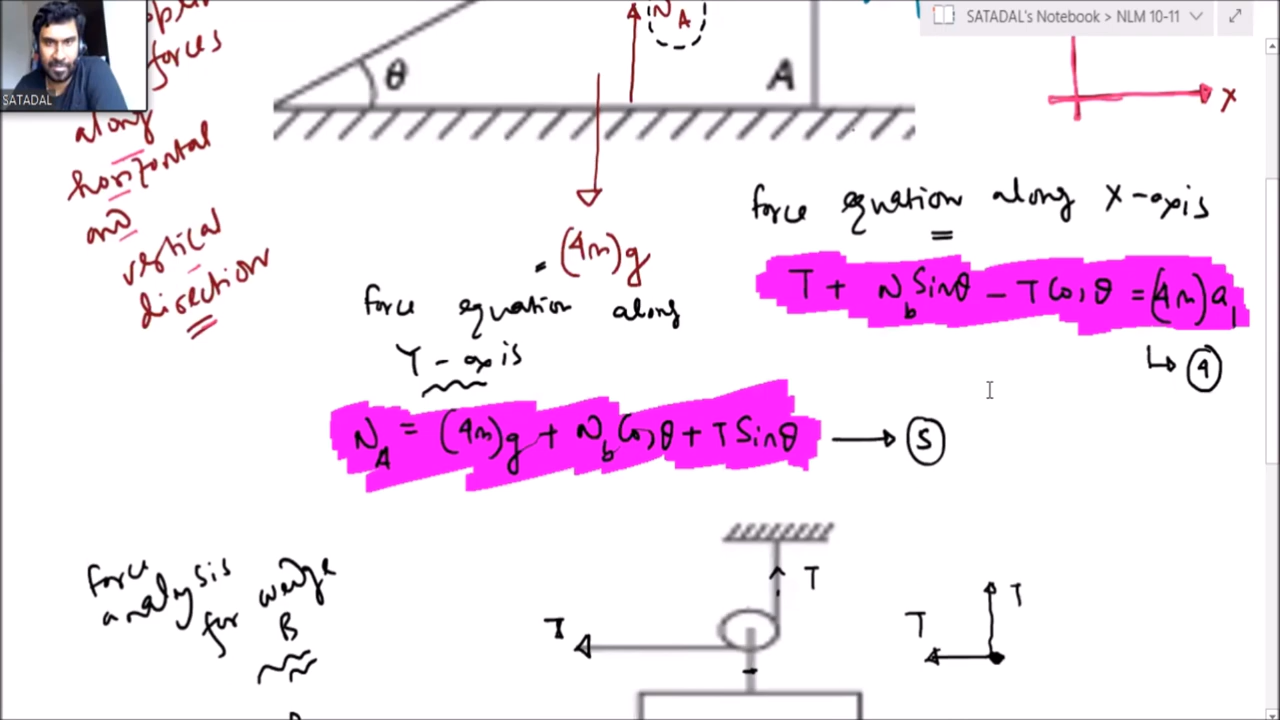 SATADAL's Notebook > NLM 10-11
SATADAL
forces
along
horizontal
and
vertical
direction
N_A
θ
A
X
(4m)g
force equation along X-axis
T + N_b Sinθ - T Cosθ = (4m) a_1
↳ 4
force equation along
Y-axis
N_A = (4m)g + N_b Cosθ + T Sinθ → 5
force
analysis
for wedge
B
T
T
T
T